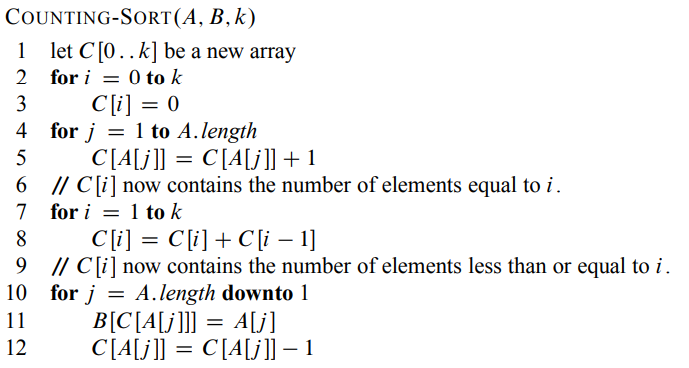 COUNTING-SORT(A, B, k)
1 let C[0..k] be a new array
2 for i = 0 to k
3 C[i] = 0
4 for j = 1 to A.length
5 C[A[j]] = C[A[j]] + 1
6 // C[i] now contains the number of elements equal to i.
7 for i = 1 to k
8 C[i] = C[i] + C[i − 1]
9 // C[i] now contains the number of elements less than or equal to i.
10 for j = A.length downto 1
11 B[C[A[j]]] = A[j]
12 C[A[j]] = C[A[j]] − 1